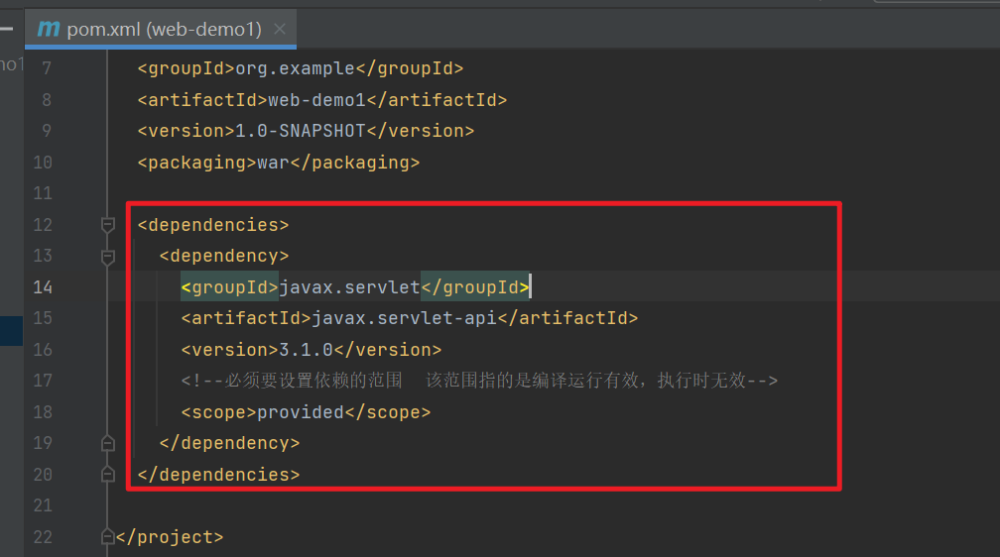 m pom.xml (web-demo1) ×
7 <groupId>org.example</groupId>
8 <artifactId>web-demo1</artifactId>
9 <version>1.0-SNAPSHOT</version>
10 <packaging>war</packaging>
11
12 <dependencies>
13 <dependency>
14 <groupId>javax.servlet</groupId>
15 <artifactId>javax.servlet-api</artifactId>
16 <version>3.1.0</version>
17 <!--必须要设置依赖的范围  该范围指的是编译运行有效，执行时无效-->
18 <scope>provided</scope>
19 </dependency>
20 </dependencies>
21
22 </project>